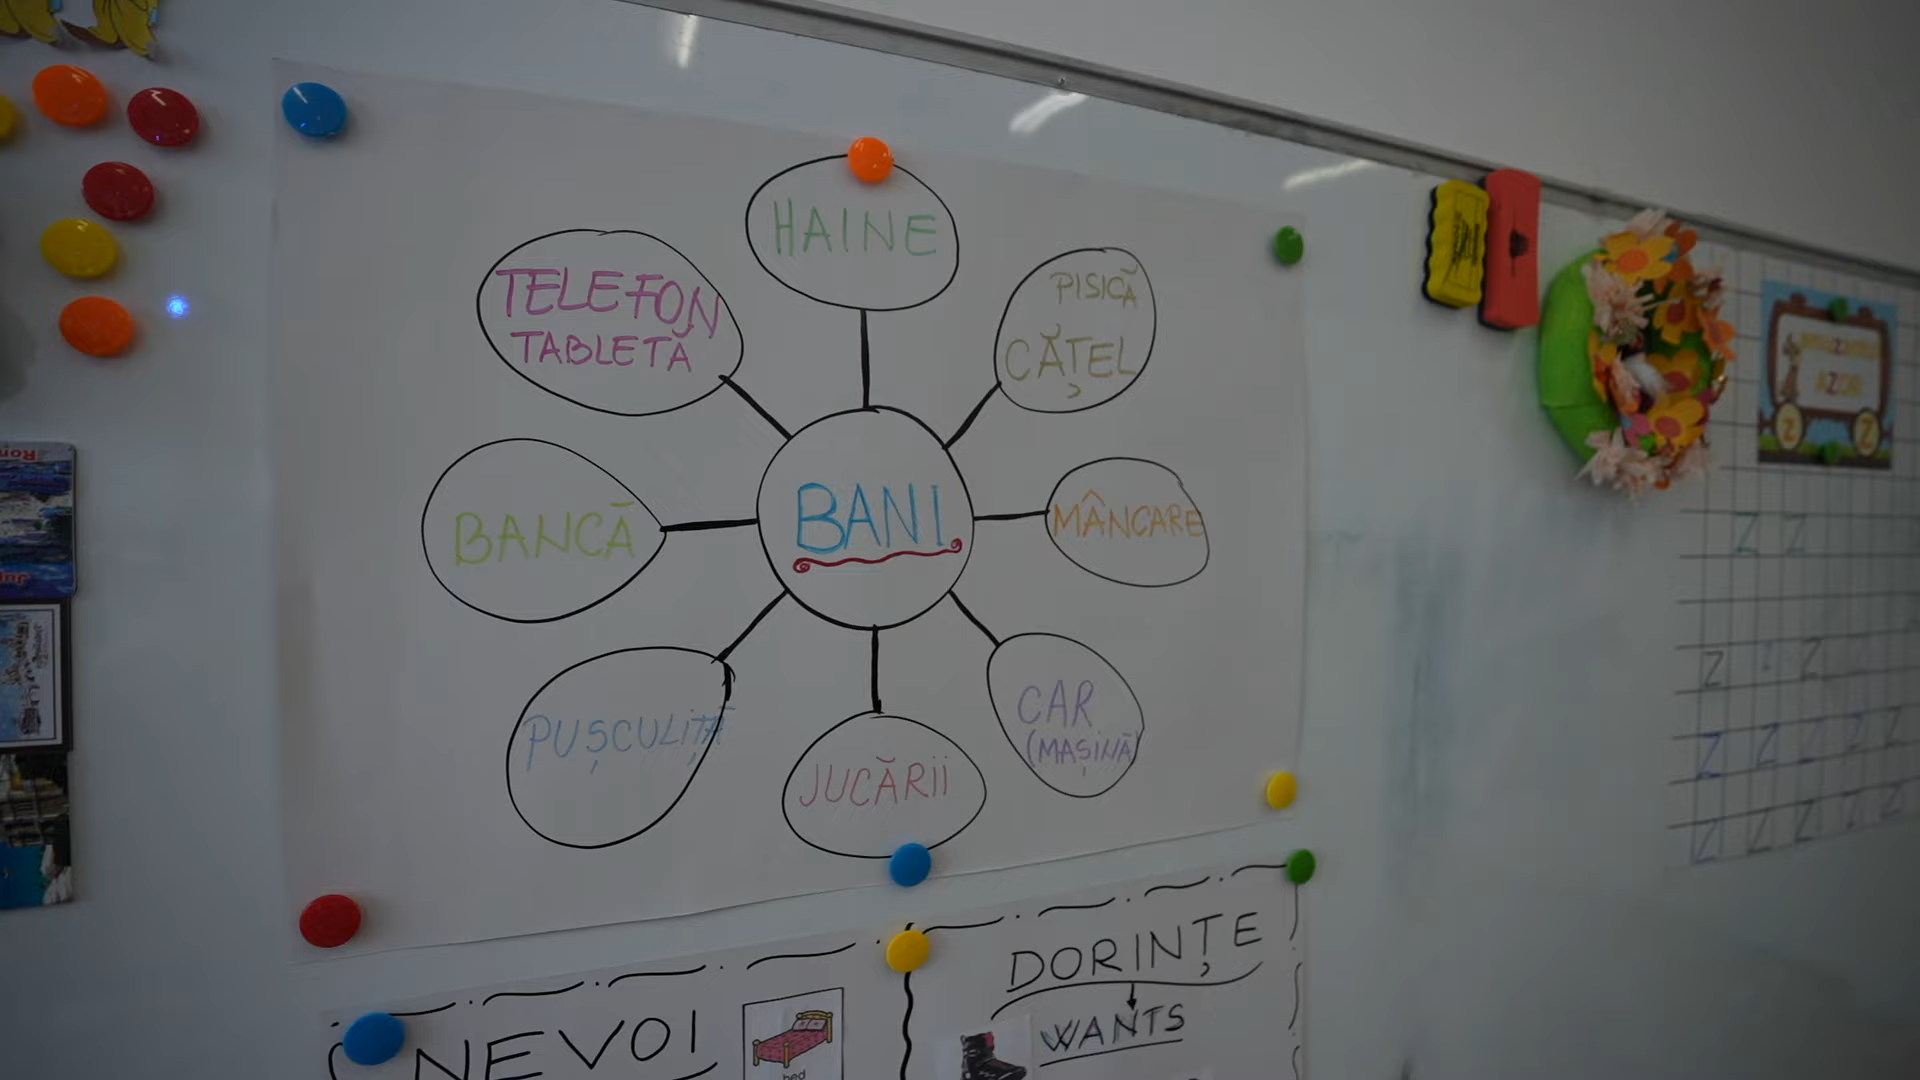 HAINE
TELEFON
TABLETĂ
PISICĂ
CĂȚEL
BANCĂ
BANI
MÂNCARE
PUȘCULIȚĂ
JUCĂRII
CAR
(MAȘINĂ)
NEVOI
bed
DORINȚE
WANTS
Z Z
Z Z
Z Z Z Z Z
Z Z Z Z Z